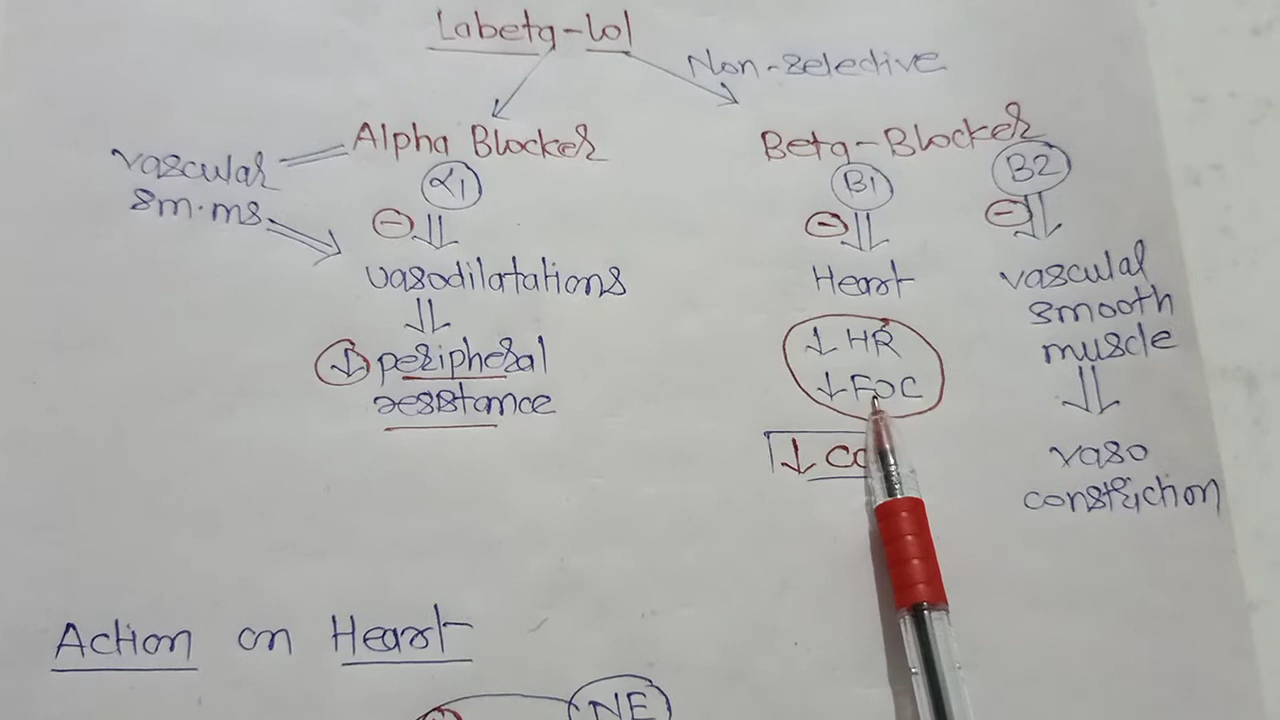 Labeta-lol
Non-selective
Alpha Blocker
Beta-Blocker
vascular
sm.ms
α1
B1
B2
⊖ ⇓
⊖ ⇓
⊖ ⇓
vasodilatations
Heart
vascular
smooth
muscle
⇓
⇓
↓ peripheral
resistance
↓ HR
↓ FOC
↓ CO
vaso
constriction
Action on Heart
NE